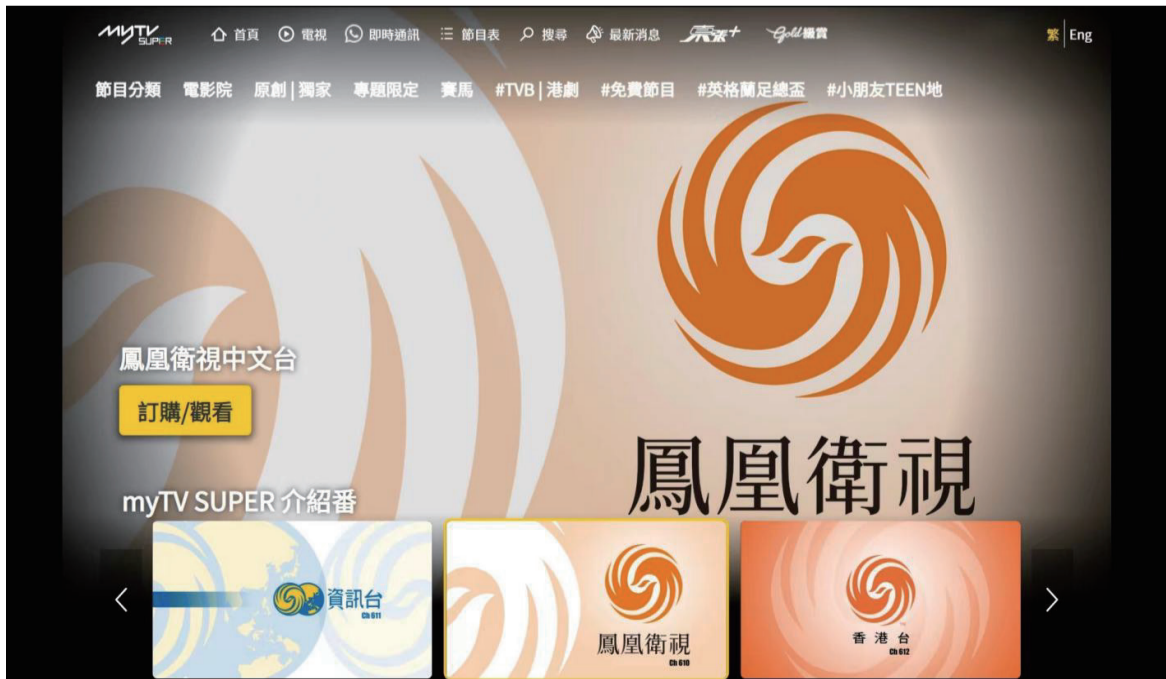 myTV SUPER 首頁 電視 即時通訊 節目表 搜尋 最新消息 亮張+ Gold 極賞 繁 Eng
節目分類 電影院 原創|獨家 專題限定 賽馬 #TVB|港劇 #免費節目 #英格蘭足總盃 #小朋友TEEN地
鳳凰衛視中文台
訂購/觀看
鳳凰衛視
myTV SUPER 介紹番
資訊台
Ch 611
鳳凰衛視
Ch 610
香港台
Ch 612